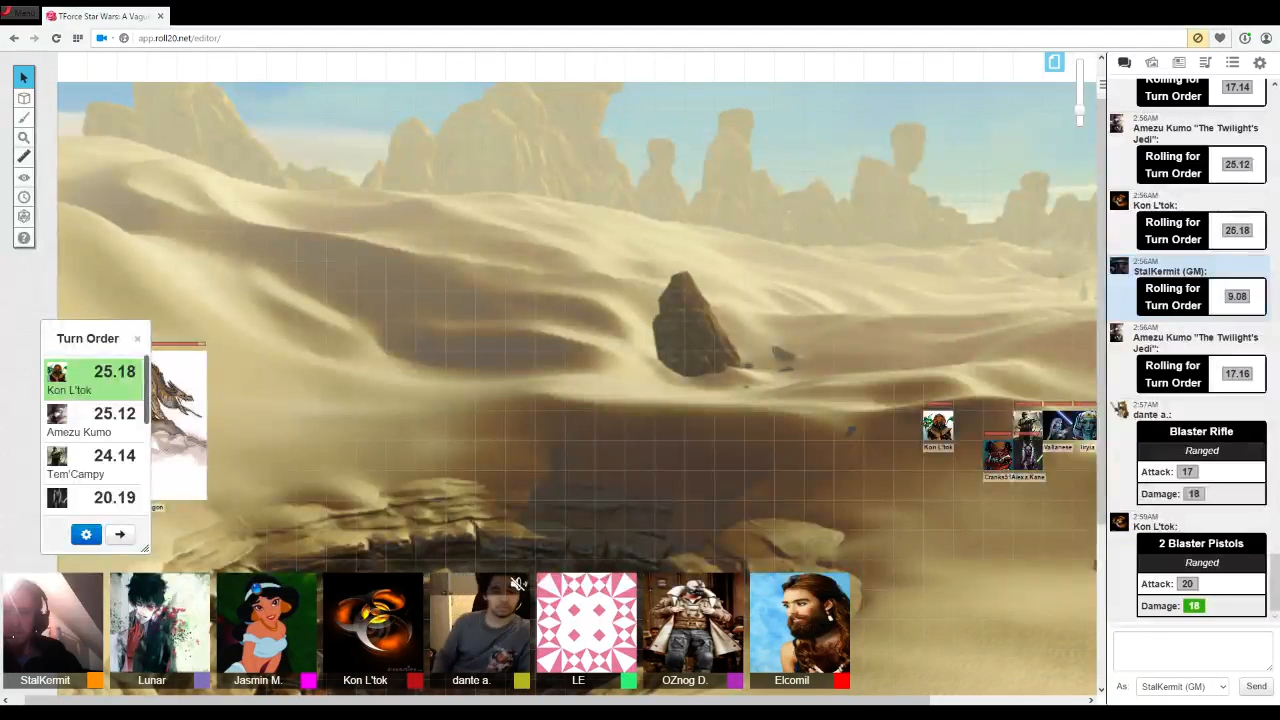 Menu
TForce Star Wars: A Vagu
app.roll20.net/editor/
Rolling for
Turn Order
17.14
2:56AM
Amezu Kumo "The Twilight's
Jedi":
Rolling for
Turn Order
25.12
2:56AM
Kon L'tok:
Rolling for
Turn Order
25.18
2:56AM
StalKermit (GM):
Rolling for
Turn Order
9.08
2:56AM
Amezu Kumo "The Twilight's
Jedi":
Rolling for
Turn Order
17.16
2:57AM
dante a.:
Blaster Rifle
Ranged
Attack: 17
Damage: 18
2:59AM
Kon L'tok:
2 Blaster Pistols
Ranged
Attack: 20
Damage: 18
As: StalKermit (GM)
Send
Turn Order
25.18
Kon L'tok
25.12
Amezu Kumo
24.14
Tem'Campy
20.19
gon
Kon L'tok
Vallanese
StalKermit
Lunar
Jasmin M.
Kon L'tok
dante a.
LE
OZnog D.
Elcomil